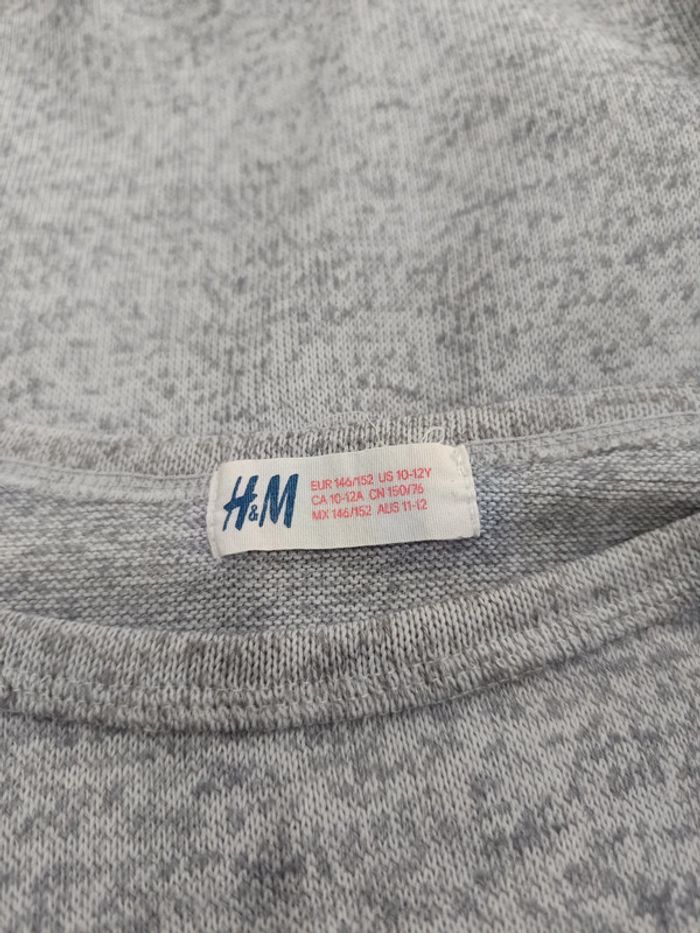 H&M
EUR 146/152 US 10-12Y
CA 10-12A CN 150/76
MX 146/152 AUS 11-12